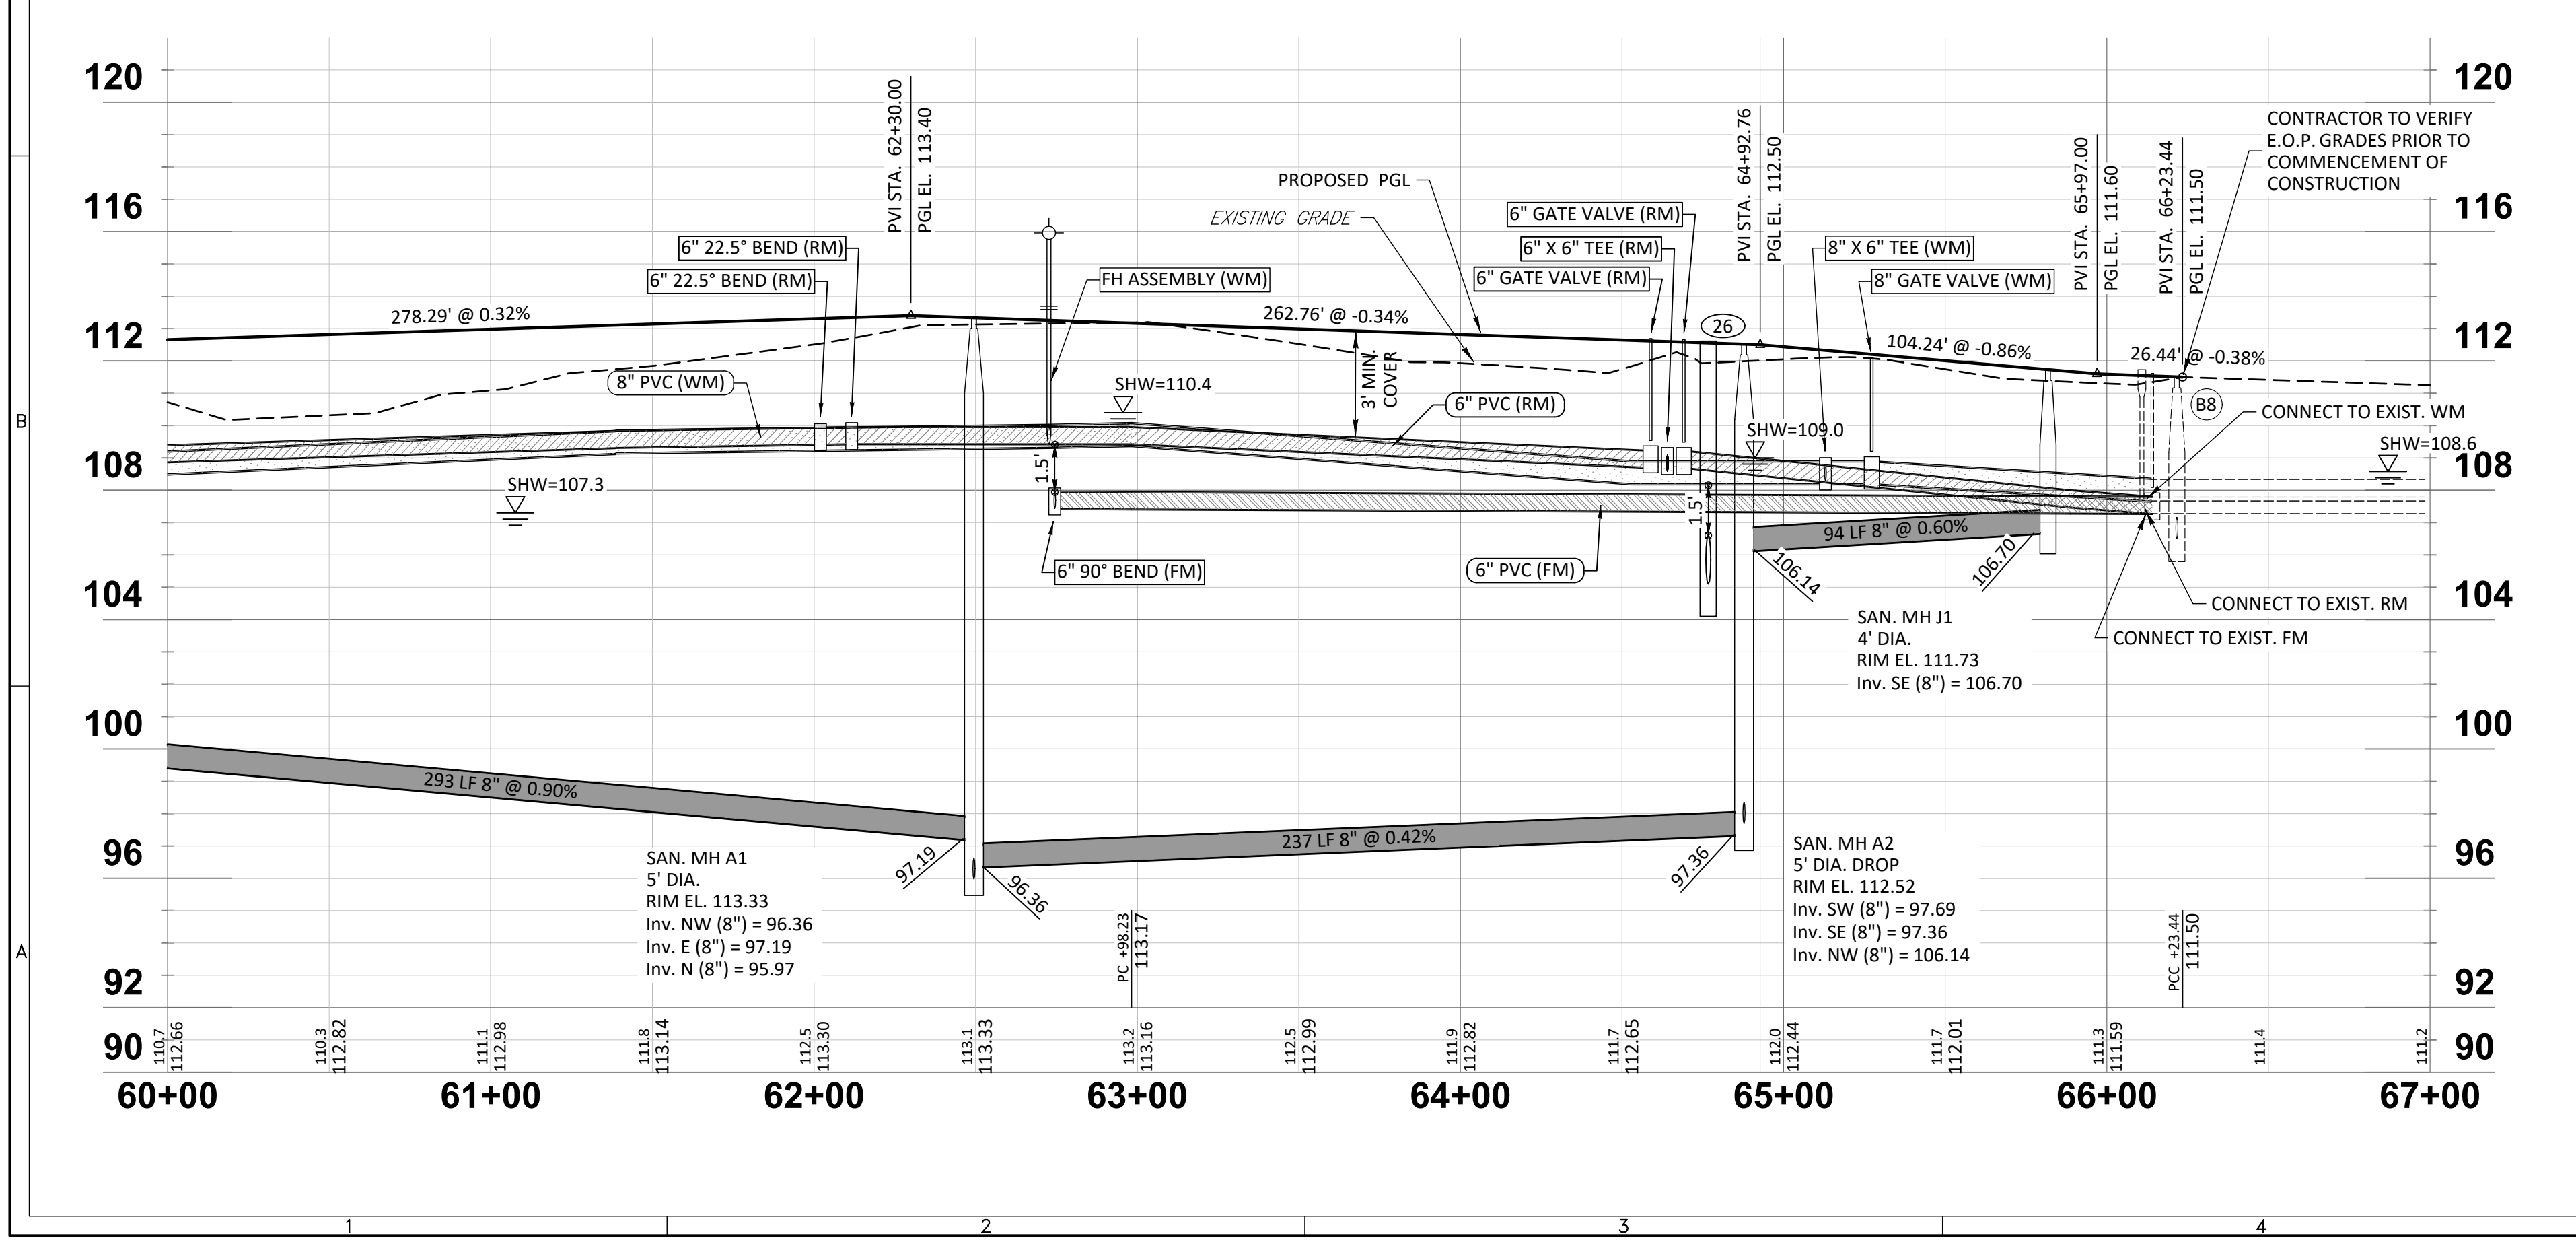 120
116
112
108
104
100
96
92
90
120
116
112
108
104
100
96
92
90
PVI STA. 62+30.00
PGL EL. 113.40
PVI STA. 64+92.76
PGL EL. 112.50
PVI STA. 65+97.00
PGL EL. 111.60
PVI STA. 66+23.44
PGL EL. 111.50
CONTRACTOR TO VERIFY
E.O.P. GRADES PRIOR TO
COMMENCEMENT OF
CONSTRUCTION
PROPOSED PGL
EXISTING GRADE
6" GATE VALVE (RM)
6" X 6" TEE (RM)
6" GATE VALVE (RM)
6" 22.5° BEND (RM)
6" 22.5° BEND (RM)
FH ASSEMBLY (WM)
8" X 6" TEE (WM)
8" GATE VALVE (WM)
278.29' @ 0.32%
262.76' @ -0.34%
26
104.24' @ -0.86%
26.44' @ -0.38%
8" PVC (WM)
SHW=110.4
3' MIN.
COVER
6" PVC (RM)
B8
CONNECT TO EXIST. WM
SHW=109.0
SHW=108.6
SHW=107.3
1.5'
1.5'
94 LF 8" @ 0.60%
6" 90° BEND (FM)
6" PVC (FM)
106.14
106.70
CONNECT TO EXIST. RM
CONNECT TO EXIST. FM
SAN. MH J1
4' DIA.
RIM EL. 111.73
Inv. SE (8") = 106.70
293 LF 8" @ 0.90%
237 LF 8" @ 0.42%
97.19
96.36
97.36
SAN. MH A1
5' DIA.
RIM EL. 113.33
Inv. NW (8") = 96.36
Inv. E (8") = 97.19
Inv. N (8") = 95.97
SAN. MH A2
5' DIA. DROP
RIM EL. 112.52
Inv. SW (8") = 97.69
Inv. SE (8") = 97.36
Inv. NW (8") = 106.14
PC +98.23
113.17
PCC +23.44
111.50
110.7
112.66
110.3
112.82
111.1
112.98
111.8
113.14
112.5
113.30
113.1
113.33
113.2
113.16
112.5
112.99
111.9
112.82
111.7
112.65
112.0
112.44
111.7
112.01
111.3
111.59
111.4
111.2
60+00 61+00 62+00 63+00 64+00 65+00 66+00 67+00
B
A
1 2 3 4